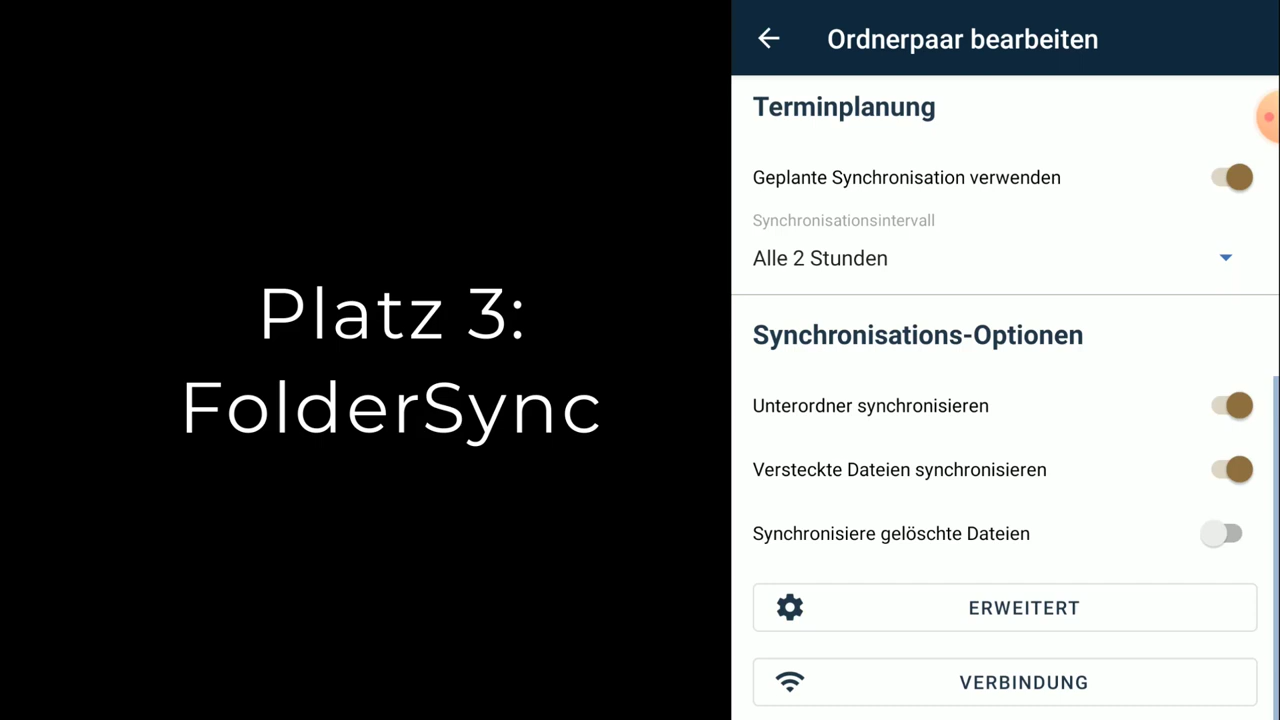 Platz 3:
FolderSync
Ordnerpaar bearbeiten
Terminplanung
Geplante Synchronisation verwenden
Synchronisationsintervall
Alle 2 Stunden
Synchronisations-Optionen
Unterordner synchronisieren
Versteckte Dateien synchronisieren
Synchronisiere gelöschte Dateien
ERWEITERT
VERBINDUNG